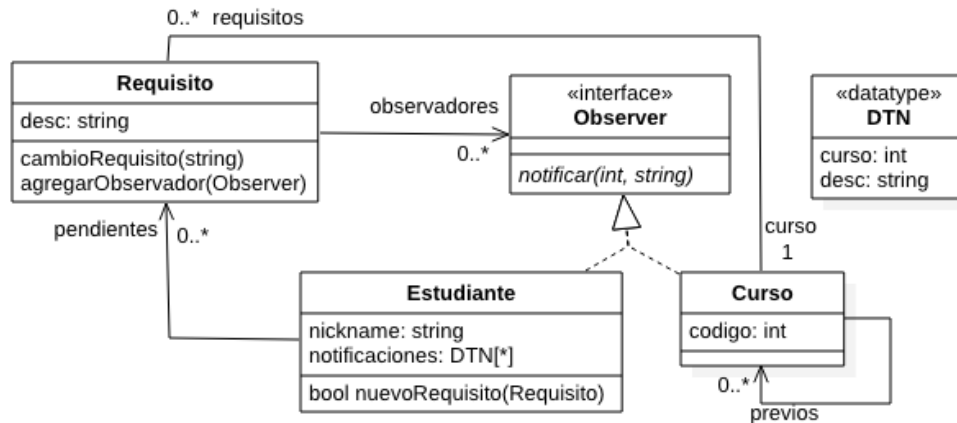 0..* requisitos
Requisito
desc: string
cambioRequisito(string)
agregarObservador(Observer)
observadores
0..*
«interface»
Observer
notificar(int, string)
«datatype»
DTN
curso: int
desc: string
pendientes
0..*
curso
1
Estudiante
nickname: string
notificaciones: DTN[*]
bool nuevoRequisito(Requisito)
Curso
codigo: int
0..*
previos